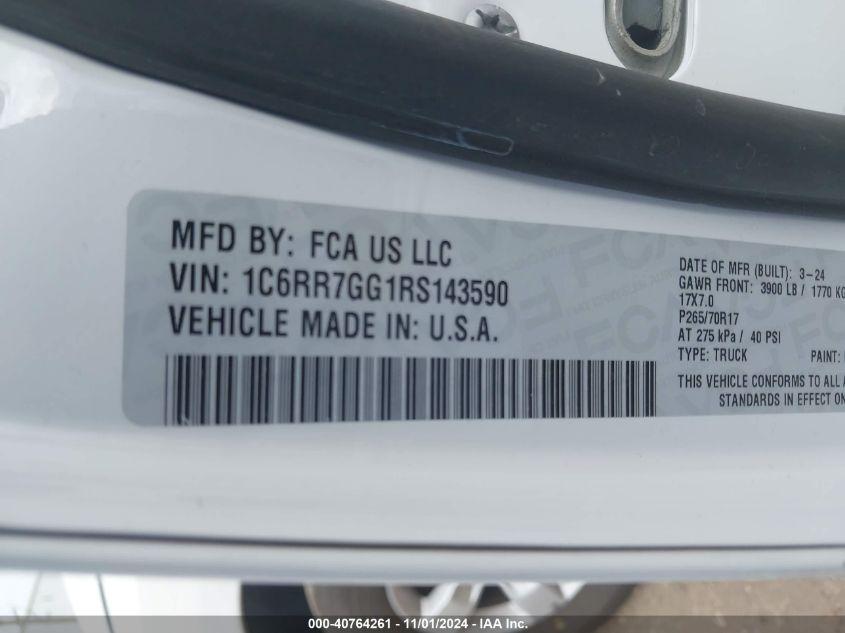 MFD BY: FCA US LLC
VIN: 1C6RR7GG1RS143590
VEHICLE MADE IN: U.S.A.
DATE OF MFR (BUILT): 3-24
GAWR FRONT: 3900 LB / 1770 KG
17X7.0
P265/70R17
AT 275 kPa / 40 PSI
TYPE: TRUCK PAINT:
THIS VEHICLE CONFORMS TO ALL
STANDARDS IN EFFECT ON
000-40764261 - 11/01/2024 - © IAA Inc.